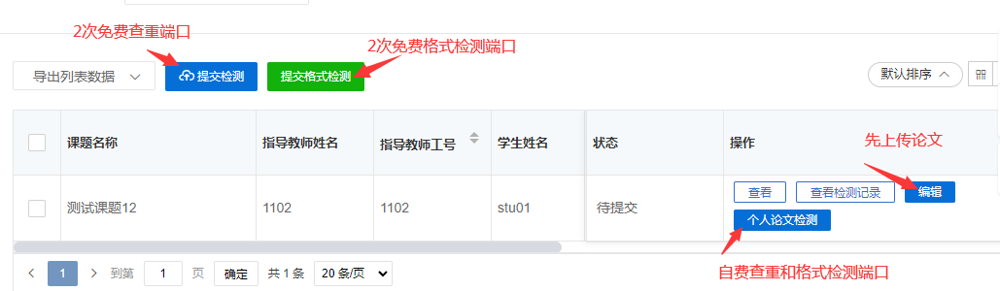 2次免费查重端口
2次免费格式检测端口
导出列表数据 提交检测 提交格式检测 默认排序
先上传论文
课题名称 指导教师姓名 指导教师工号 学生姓名 状态 操作
测试课题12 1102 1102 stu01 待提交 查看 查看检测记录 编辑
个人论文检测
自费查重和格式检测端口
1 到第 1 页 确定 共 1 条 20 条/页